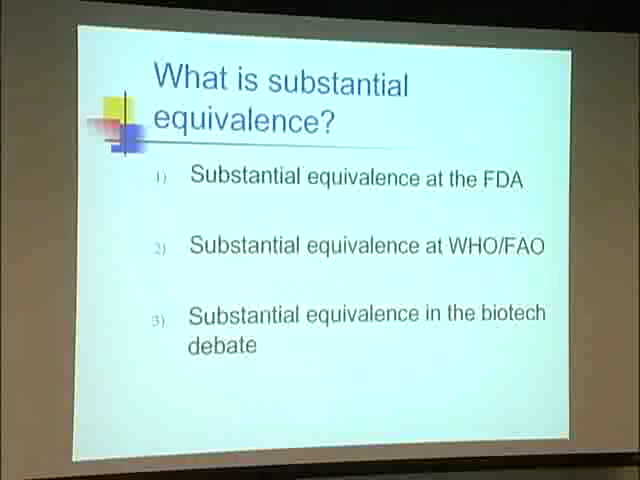 What is substantial
equivalence?
1) Substantial equivalence at the FDA
2) Substantial equivalence at WHO/FAO
3) Substantial equivalence in the biotech
debate